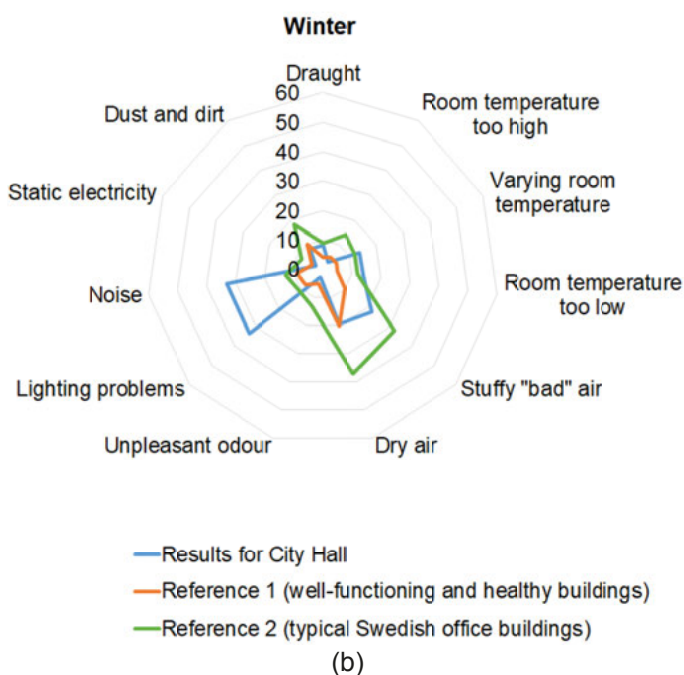 Winter
Draught
60
50
40
30
20
10
0
Room temperature
too high
Varying room
temperature
Room temperature
too low
Stuffy "bad" air
Dry air
Unpleasant odour
Lighting problems
Noise
Static electricity
Dust and dirt
Results for City Hall
Reference 1 (well-functioning and healthy buildings)
Reference 2 (typical Swedish office buildings)
(b)